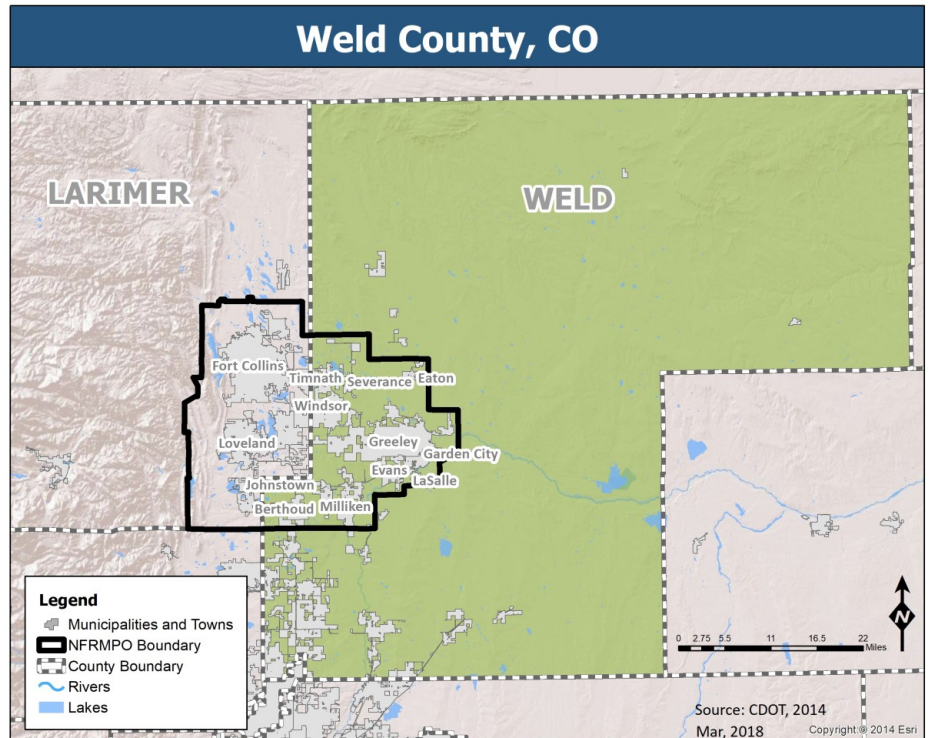 Weld County, CO
LARIMER
WELD
Fort Collins
Timnath
Severance
Eaton
Windsor
Loveland
Greeley
Garden City
Evans
LaSalle
Johnstown
Berthoud
Milliken
Legend
Municipalities and Towns
NFRMPO Boundary
County Boundary
Rivers
Lakes
N
0 2.75 5.5 11 16.5 22
Miles
Source: CDOT, 2014
Mar, 2018
Copyright:© 2014 Esri